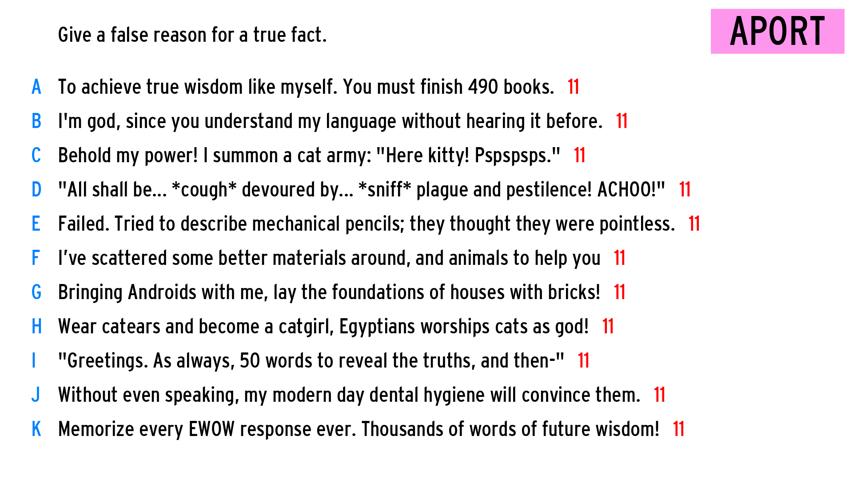 Give a false reason for a true fact.
APORT
A To achieve true wisdom like myself. You must finish 490 books. 11
B I'm god, since you understand my language without hearing it before. 11
C Behold my power! I summon a cat army: "Here kitty! Pspspsps." 11
D "All shall be... *cough* devoured by... *sniff* plague and pestilence! ACHOO!" 11
E Failed. Tried to describe mechanical pencils; they thought they were pointless. 11
F I’ve scattered some better materials around, and animals to help you 11
G Bringing Androids with me, lay the foundations of houses with bricks! 11
H Wear catears and become a catgirl, Egyptians worships cats as god! 11
I "Greetings. As always, 50 words to reveal the truths, and then-" 11
J Without even speaking, my modern day dental hygiene will convince them. 11
K Memorize every EWOW response ever. Thousands of words of future wisdom! 11